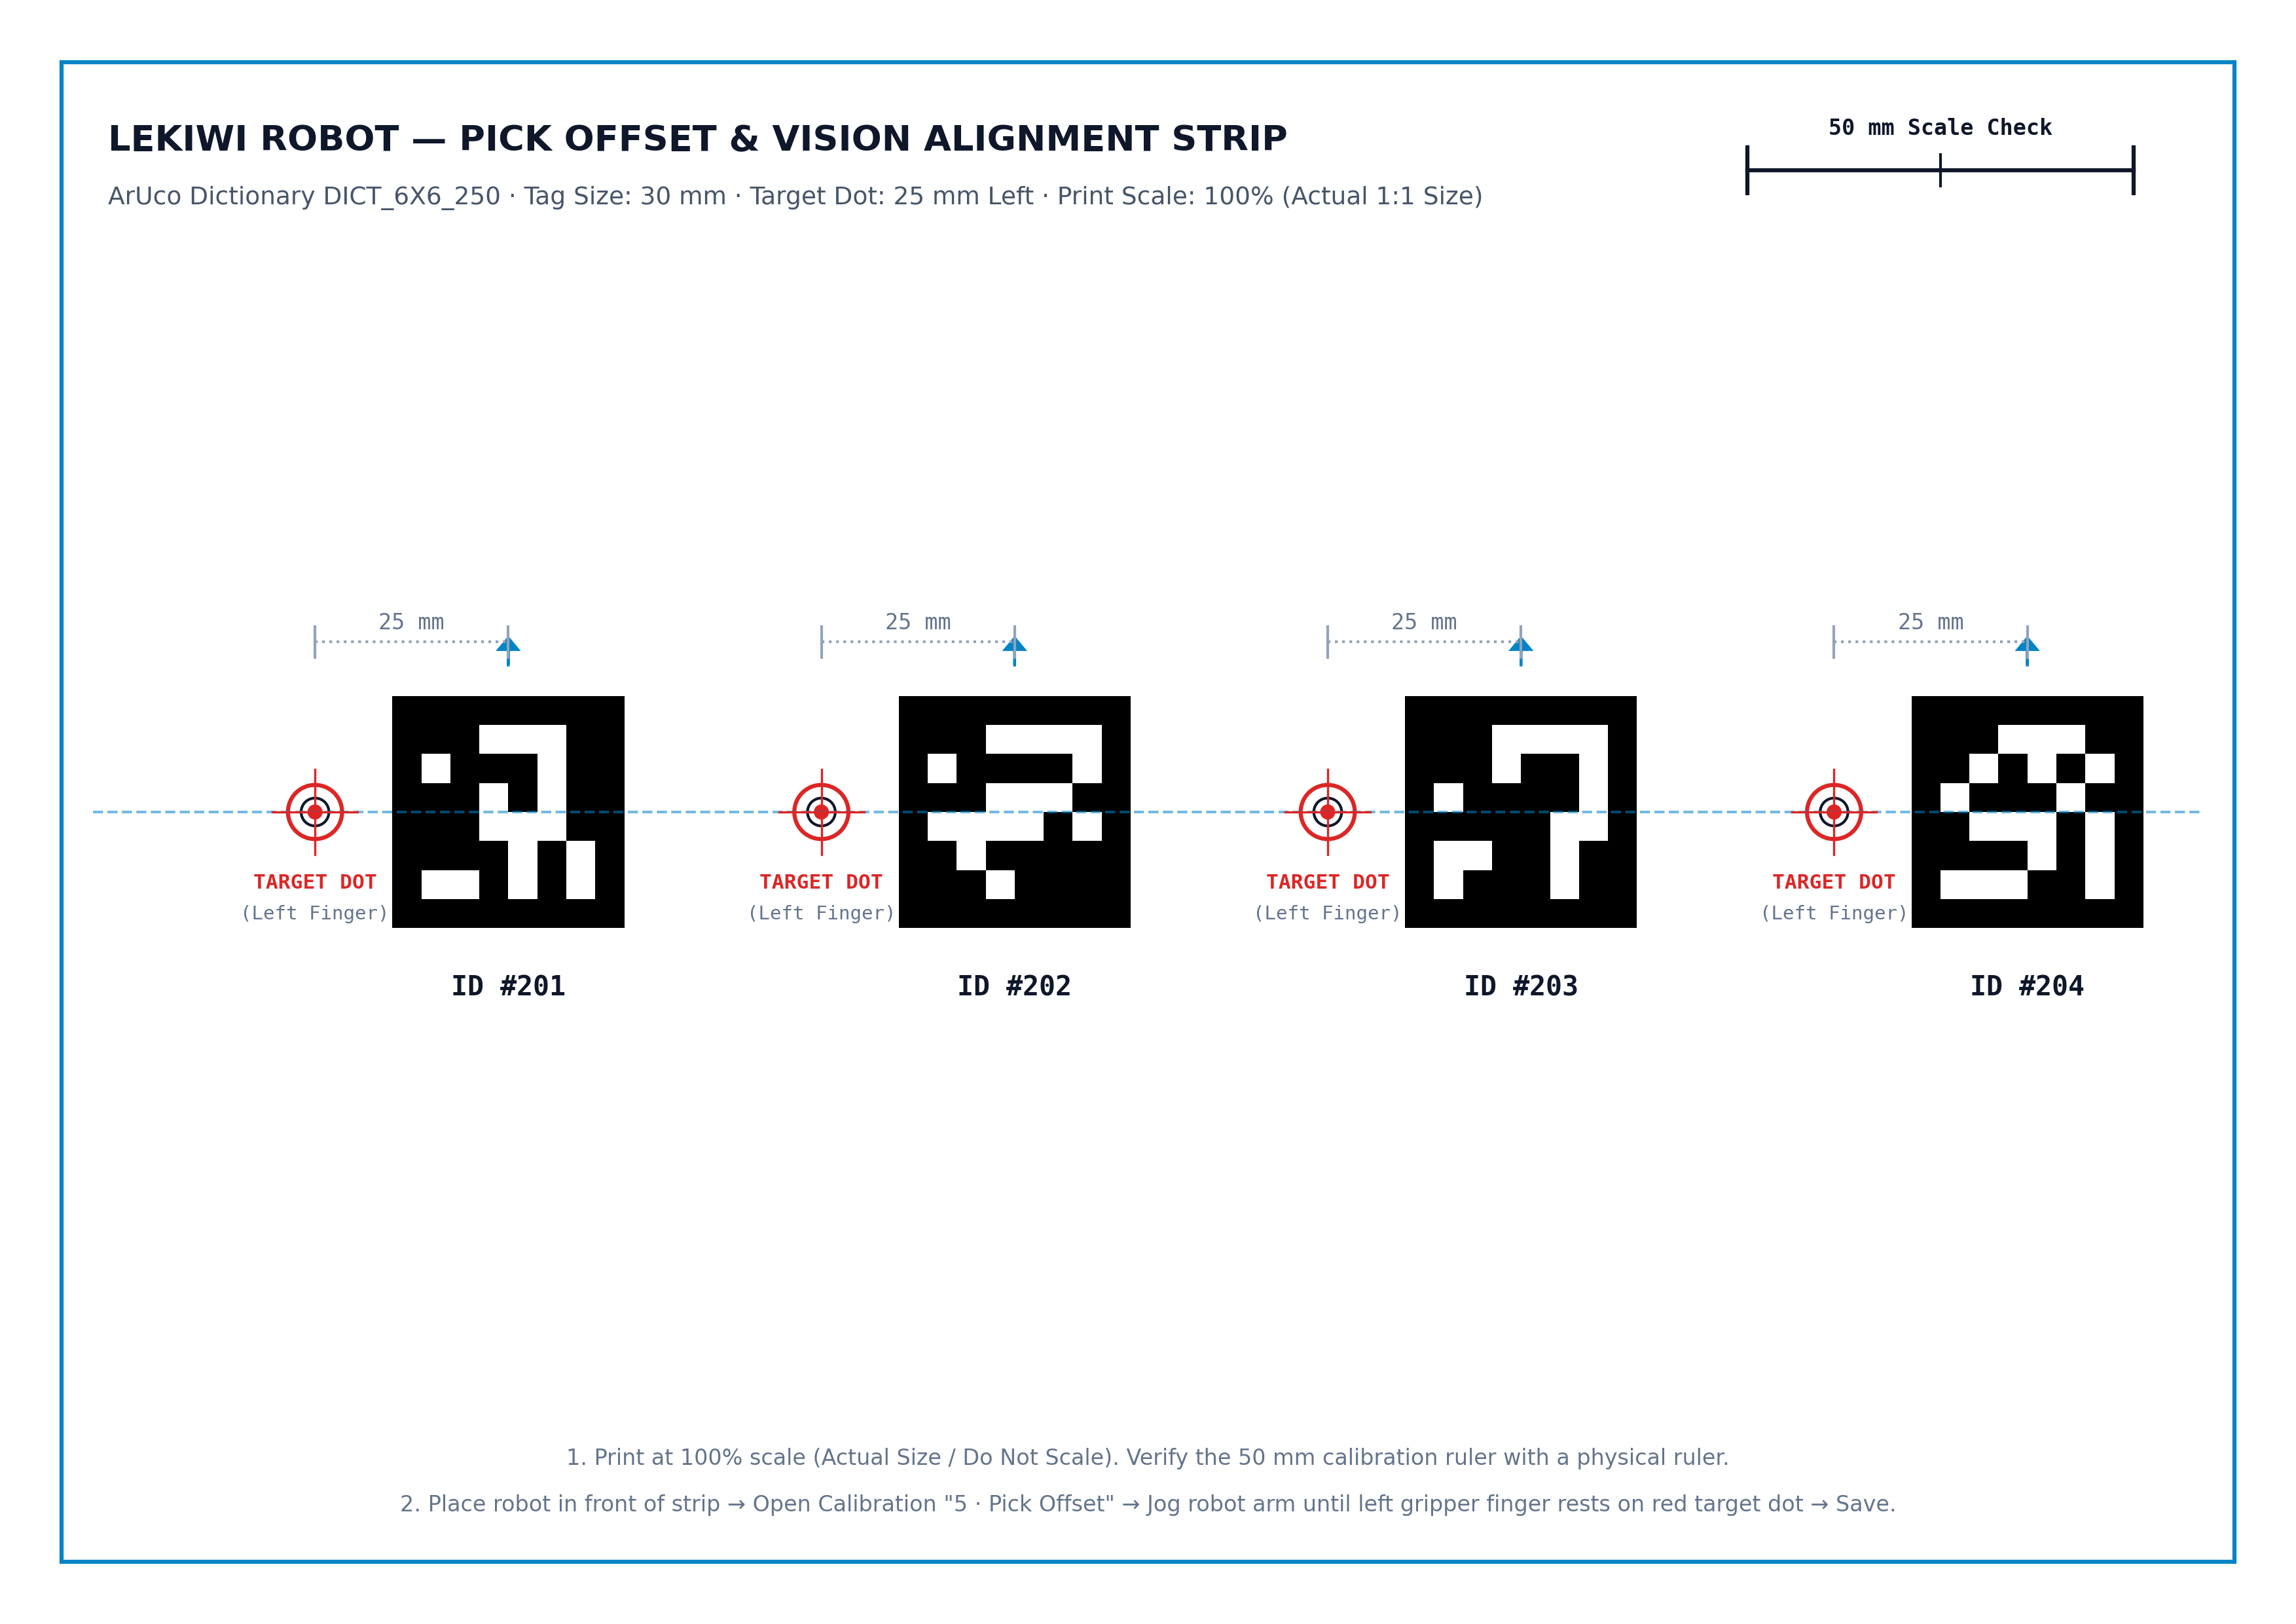 LEKIWI ROBOT — PICK OFFSET & VISION ALIGNMENT STRIP
50 mm Scale Check
ArUco Dictionary DICT_6X6_250 · Tag Size: 30 mm · Target Dot: 25 mm Left · Print Scale: 100% (Actual 1:1 Size)
25 mm
25 mm
25 mm
25 mm
TARGET DOT
(Left Finger)
TARGET DOT
(Left Finger)
TARGET DOT
(Left Finger)
TARGET DOT
(Left Finger)
ID #201
ID #202
ID #203
ID #204
1. Print at 100% scale (Actual Size / Do Not Scale). Verify the 50 mm calibration ruler with a physical ruler.
2. Place robot in front of strip → Open Calibration "5 · Pick Offset" → Jog robot arm until left gripper finger rests on red target dot → Save.